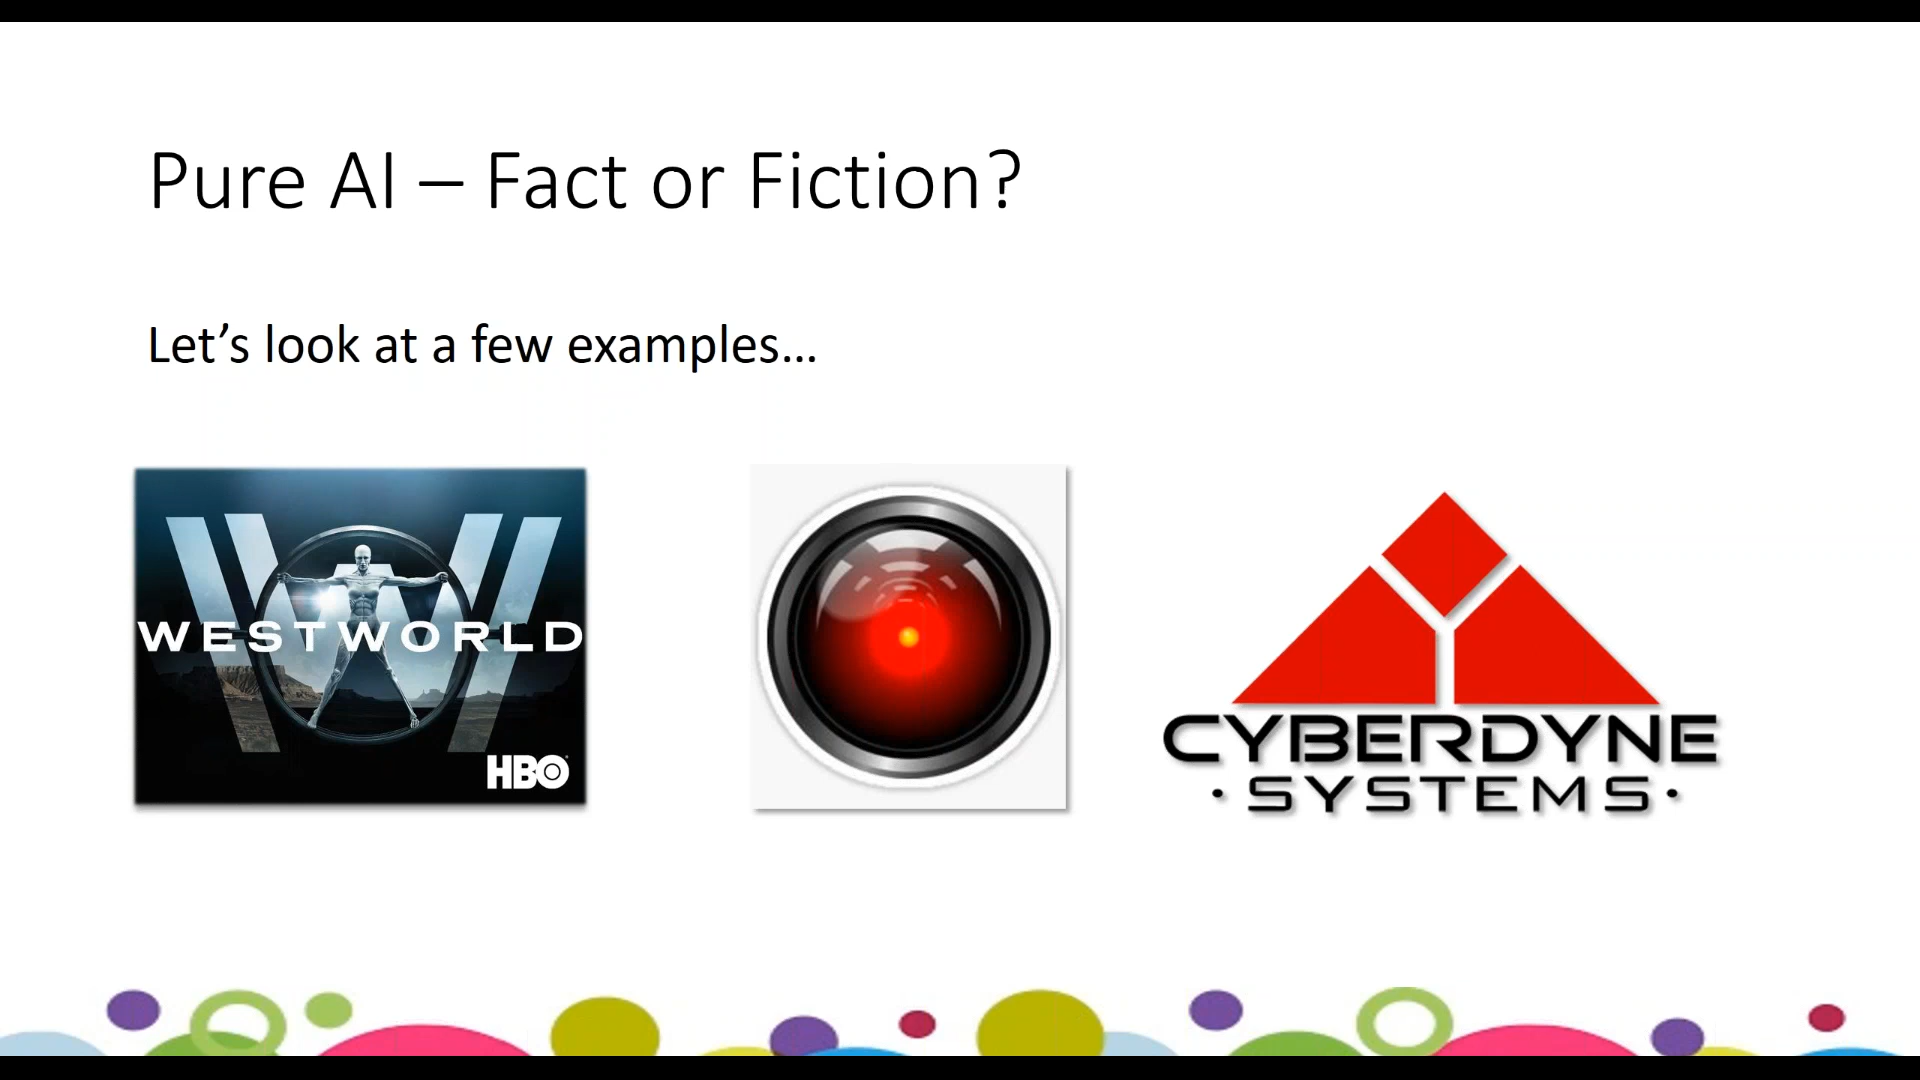 Pure AI – Fact or Fiction?
Let’s look at a few examples…
WESTWORLD
HBO
CYBERDYNE
· SYSTEMS ·